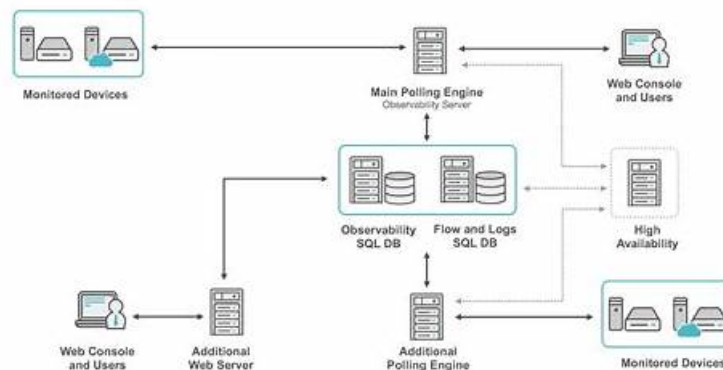 Monitored Devices
Main Polling Engine
Observability Server
Web Console
and Users
Observability
SQL DB
Flow and Logs
SQL DB
High
Availability
Web Console
and Users
Additional
Web Server
Additional
Polling Engine
Monitored Devices